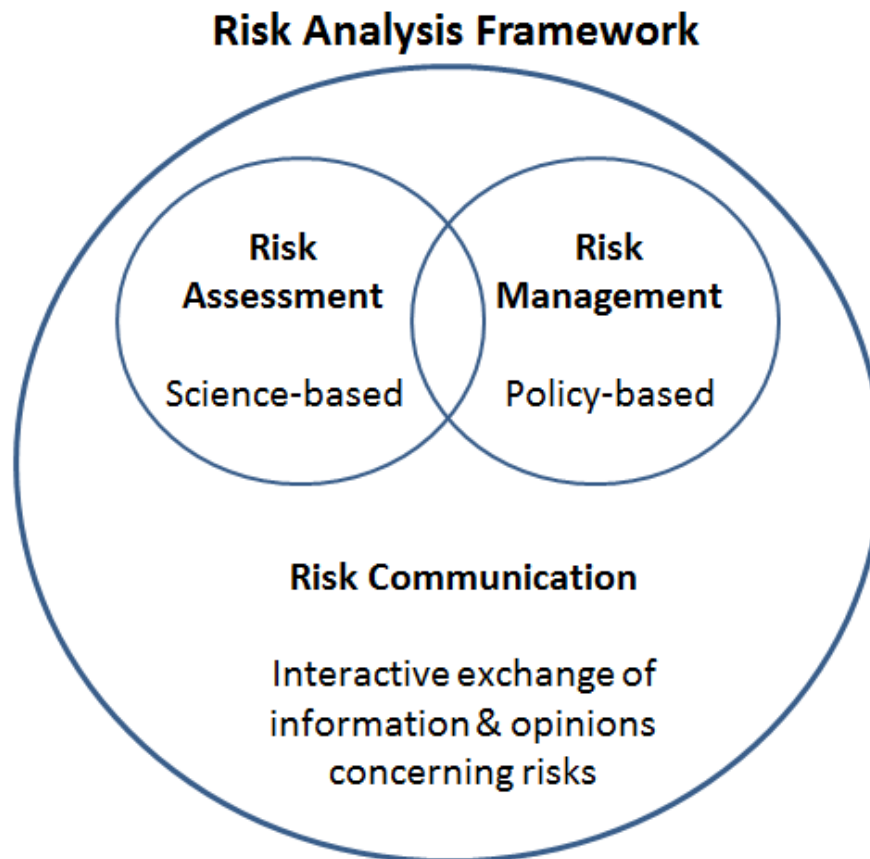 Risk Analysis Framework
Risk
Assessment
Science-based
Risk
Management
Policy-based
Risk Communication
Interactive exchange of
information & opinions
concerning risks